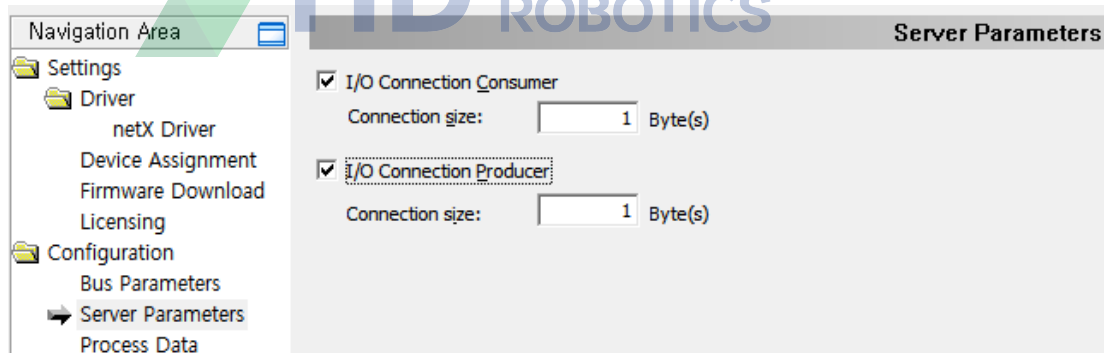 HD ROBOTICS
Navigation Area
Server Parameters
Settings
Driver
netX Driver
Device Assignment
Firmware Download
Licensing
Configuration
Bus Parameters
Server Parameters
Process Data
I/O Connection Consumer
Connection size: 1 Byte(s)
I/O Connection Producer
Connection size: 1 Byte(s)